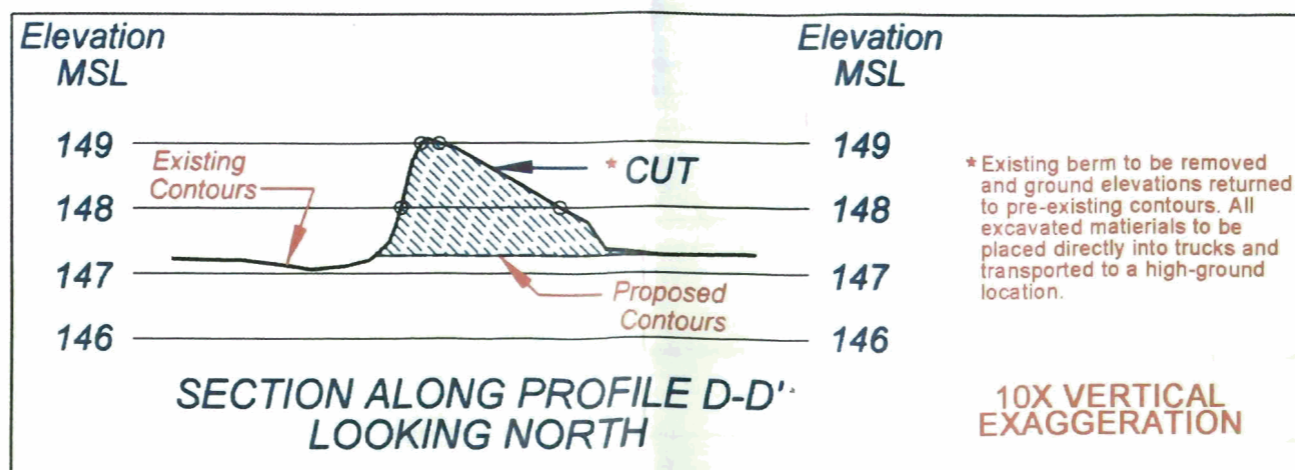 Elevation
MSL
Elevation
MSL
149
149
Existing
Contours
* CUT
148
148
147
147
Proposed
Contours
146
146
* Existing berm to be removed
and ground elevations returned
to pre-existing contours. All
excavated matierials to be
placed directly into trucks and
transported to a high-ground
location.
SECTION ALONG PROFILE D-D'
LOOKING NORTH
10X VERTICAL
EXAGGERATION